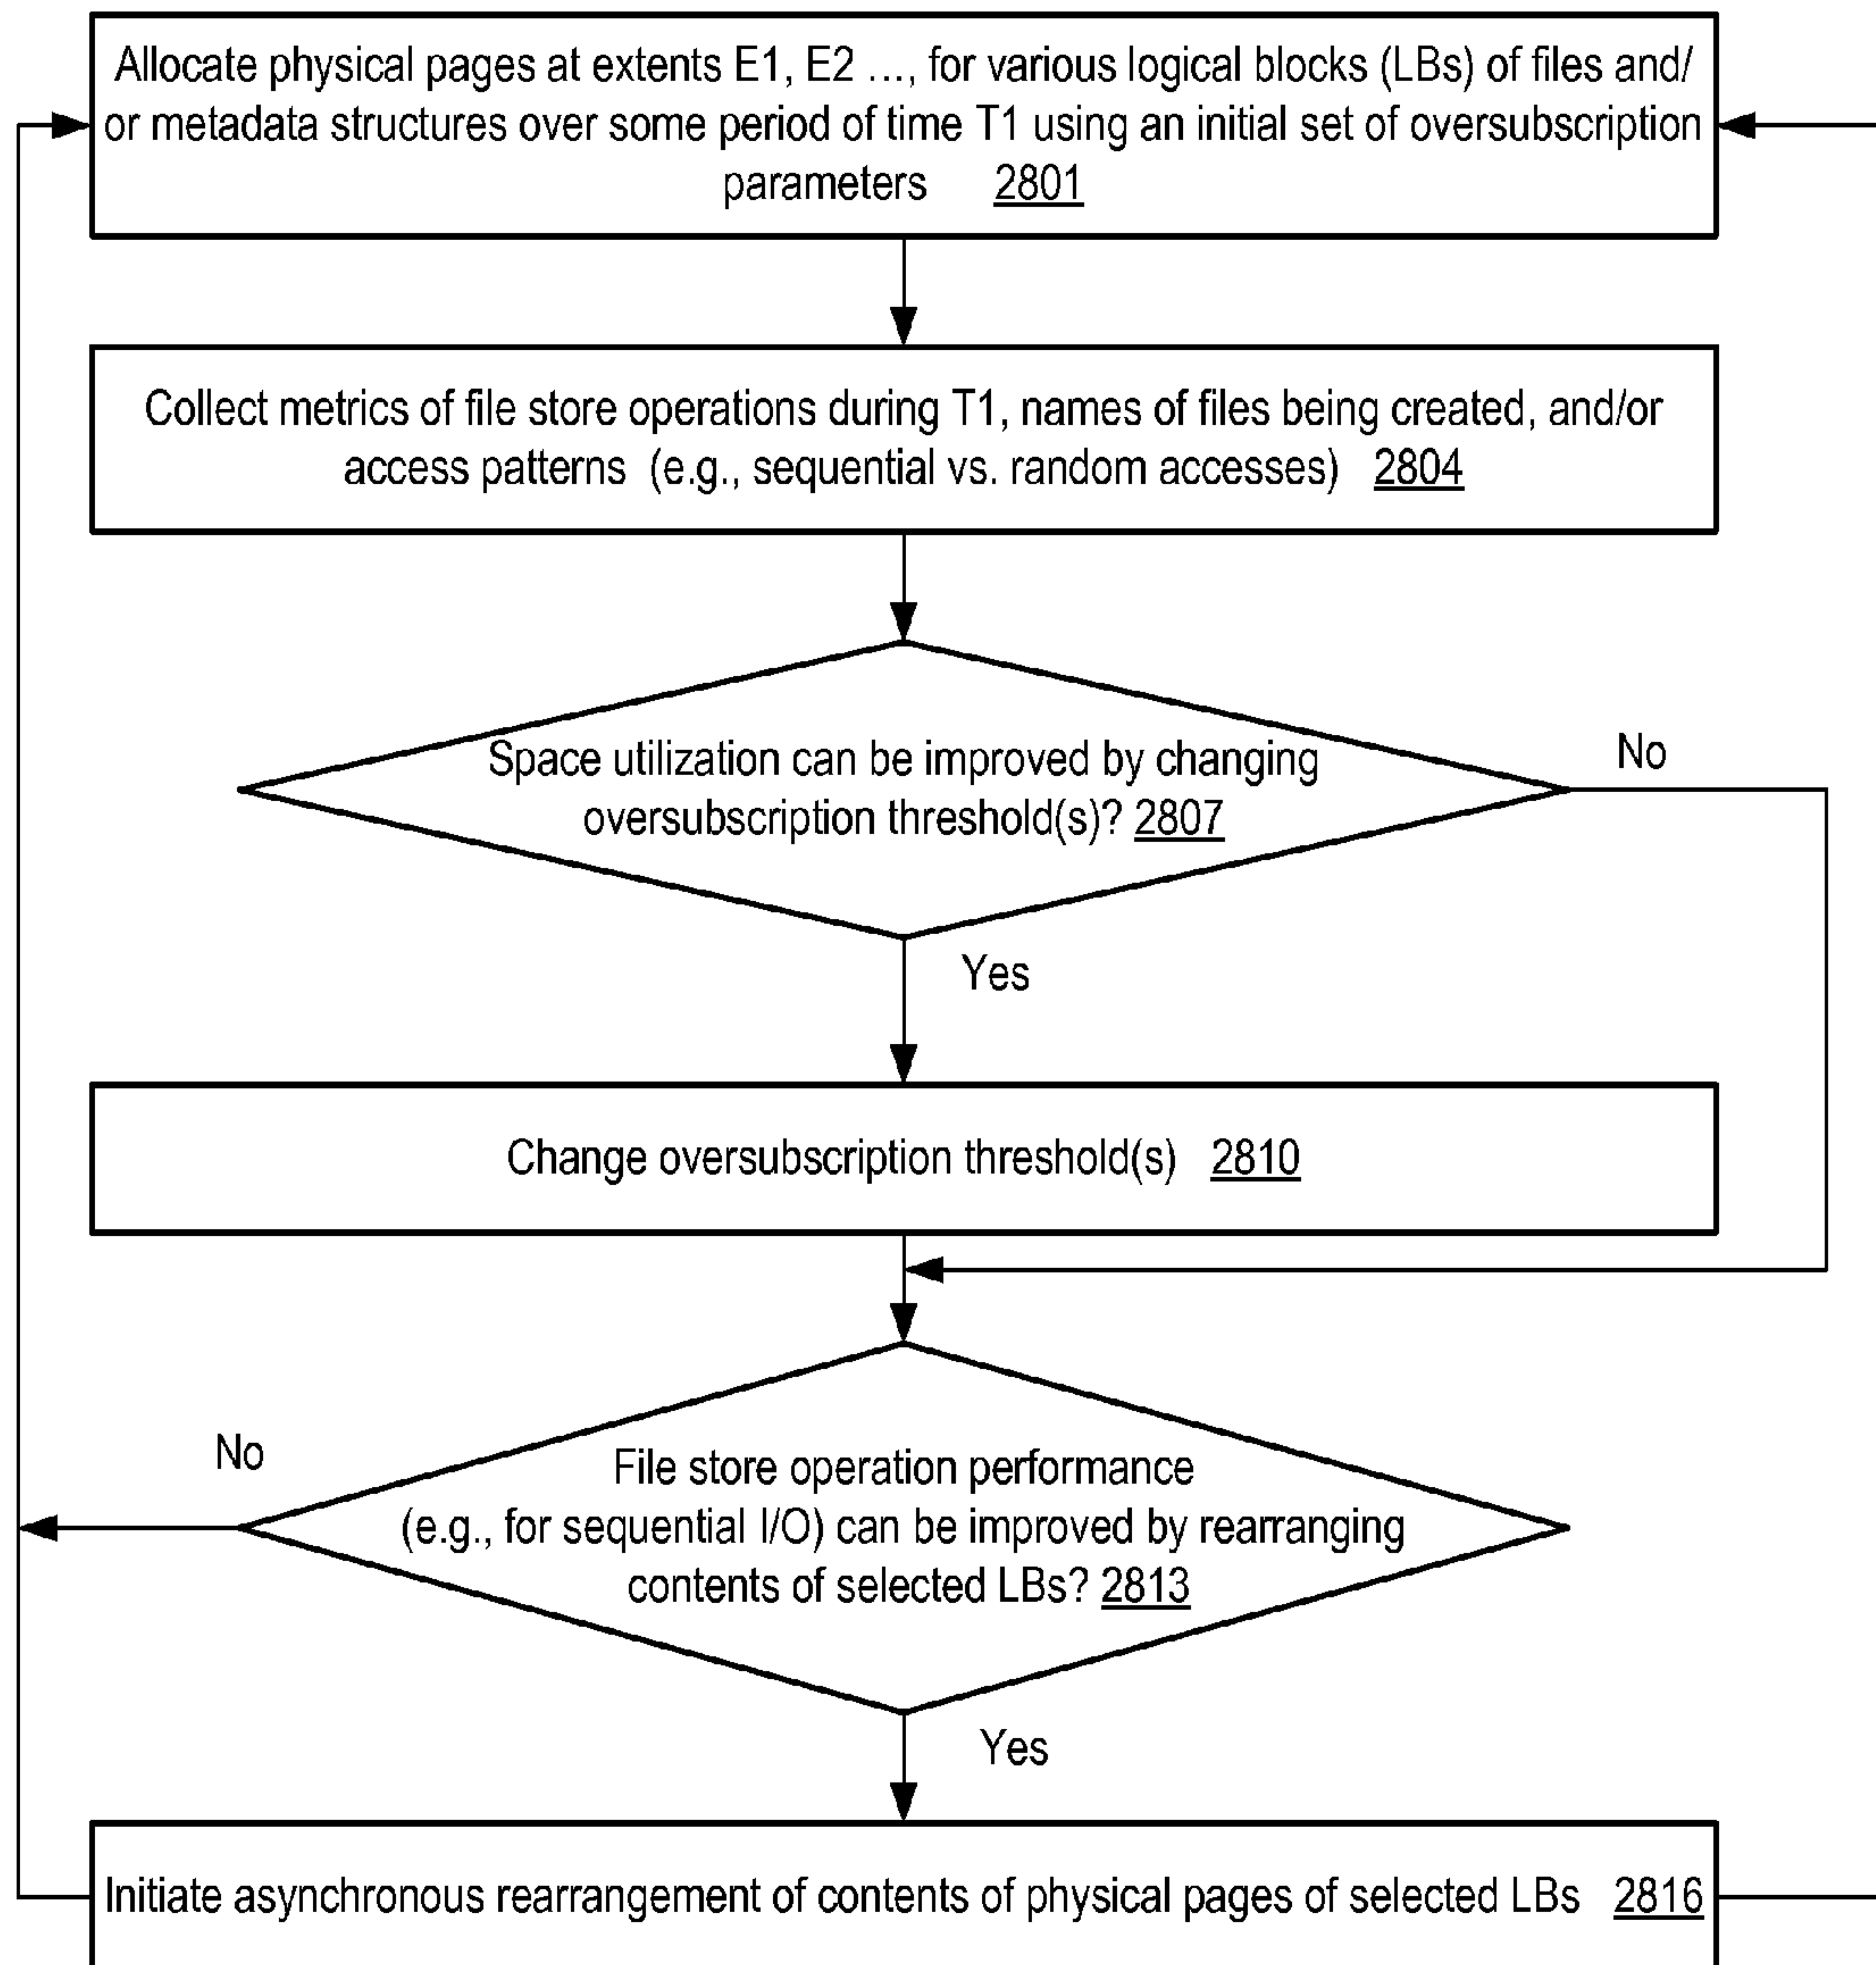 Allocate physical pages at extents E1, E2 ..., for various logical blocks (LBs) of files and/
or metadata structures over some period of time T1 using an initial set of oversubscription
parameters 2801
Collect metrics of file store operations during T1, names of files being created, and/or
access patterns (e.g., sequential vs. random accesses) 2804
Space utilization can be improved by changing
oversubscription threshold(s)? 2807
No
Yes
Change oversubscription threshold(s) 2810
No
File store operation performance
(e.g., for sequential I/O) can be improved by rearranging
contents of selected LBs? 2813
Yes
Initiate asynchronous rearrangement of contents of physical pages of selected LBs 2816